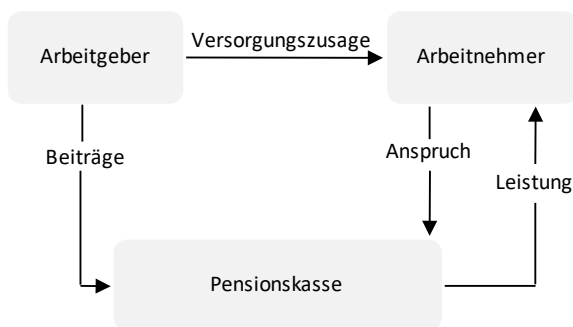 Versorgungszusage
Arbeitgeber
Arbeitnehmer
Beiträge
Anspruch
Leistung
Pensionskasse